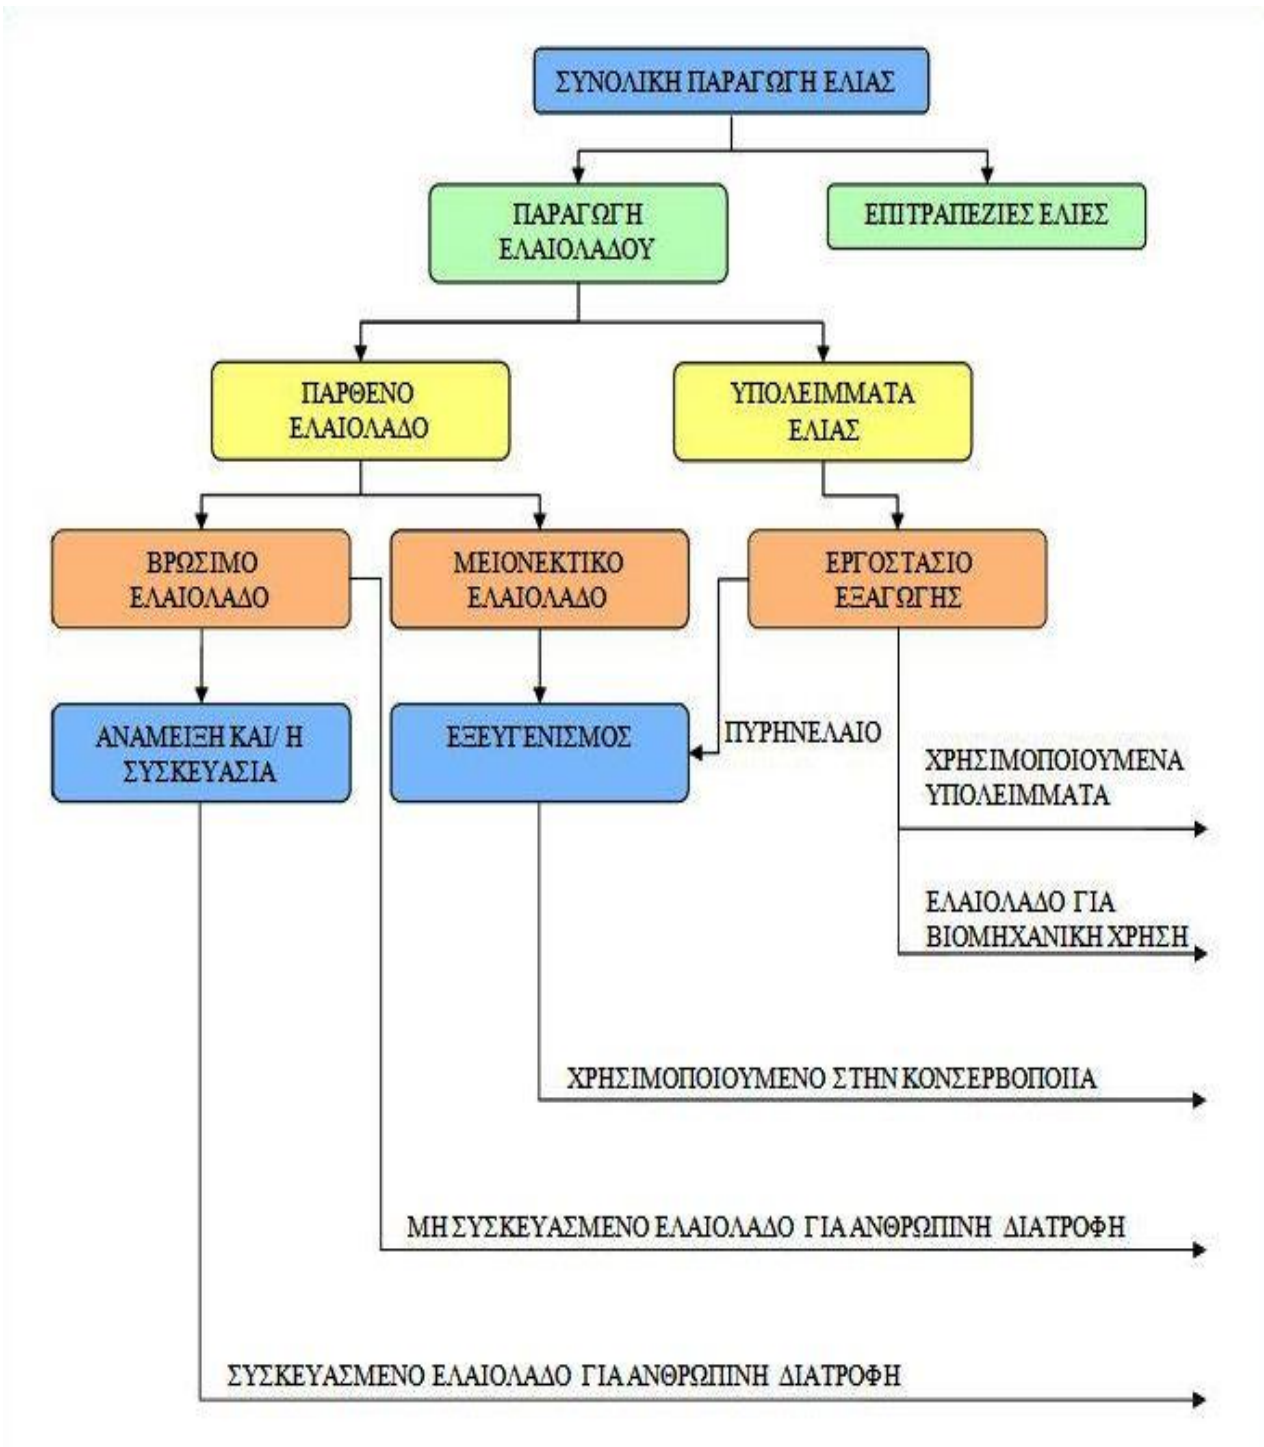 ΣΥΝΟΛΙΚΗ ΠΑΡΑΓΩΓΗ ΕΛΙΑΣ
ΠΑΡΑΓΩΓΗ
ΕΛΑΙΟΛΑΔΟΥ
ΕΠΙΤΡΑΠΕΖΙΕΣ ΕΛΙΕΣ
ΠΑΡΘΕΝΟ
ΕΛΑΙΟΛΑΔΟ
ΥΠΟΛΕΙΜΜΑΤΑ
ΕΛΙΑΣ
ΒΡΩΣΙΜΟ
ΕΛΑΙΟΛΑΔΟ
ΜΕΙΟΝΕΚΤΙΚΟ
ΕΛΑΙΟΛΑΔΟ
ΕΡΓΟΣΤΑΣΙΟ
ΕΞΑΓΩΓΗΣ
ΑΝΑΜΕΙΞΗ ΚΑΙ/ Η
ΣΥΣΚΕΥΑΣΙΑ
ΕΞΕΥΓΕΝΙΣΜΟΣ
ΠΥΡΗΝΕΛΑΙΟ
ΧΡΗΣΙΜΟΠΟΙΟΥΜΕΝΑ
ΥΠΟΛΕΙΜΜΑΤΑ
ΕΛΑΙΟΛΑΔΟ ΓΙΑ
ΒΙΟΜΗΧΑΝΙΚΗ ΧΡΗΣΗ
ΧΡΗΣΙΜΟΠΟΙΟΥΜΕΝΟ ΣΤΗΝ ΚΟΝΣΕΡΒΟΠΟΙΙΑ
ΜΗ ΣΥΣΚΕΥΑΣΜΕΝΟ ΕΛΑΙΟΛΑΔΟ ΓΙΑ ΑΝΘΡΩΠΙΝΗ ΔΙΑΤΡΟΦΗ
ΣΥΣΚΕΥΑΣΜΕΝΟ ΕΛΑΙΟΛΑΔΟ ΓΙΑ ΑΝΘΡΩΠΙΝΗ ΔΙΑΤΡΟΦΗ